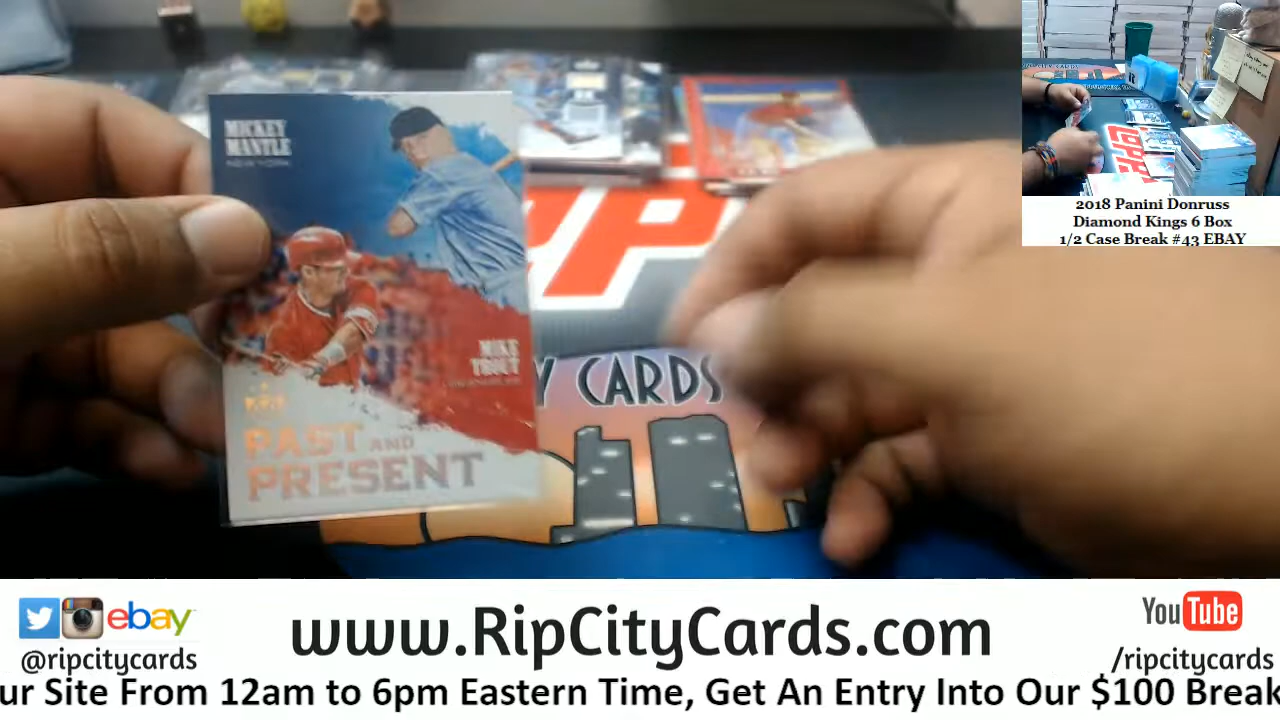 MICKEY
MANTLE
NEW YORK
MIKE
TROUT
PAST AND
PRESENT
Y CARDS
2018 Panini Donruss
Diamond Kings 6 Box
1/2 Case Break #43 EBAY
ebay
@ripcitycards
www.RipCityCards.com
YouTube
/ripcitycards
ur Site From 12am to 6pm Eastern Time, Get An Entry Into Our $100 Break